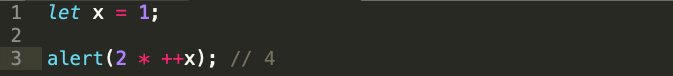 1 let x = 1;
2
3 alert(2 * ++x); // 4